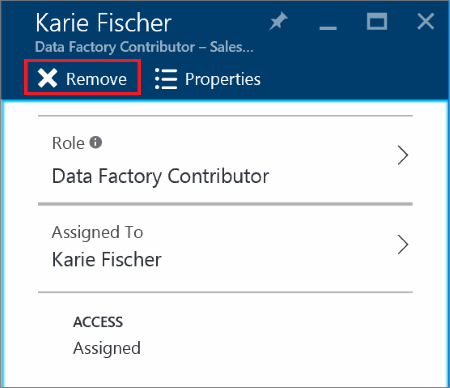 Karie Fischer
Data Factory Contributor – Sales...
Remove Properties
Role
Data Factory Contributor
Assigned To
Karie Fischer
ACCESS
Assigned